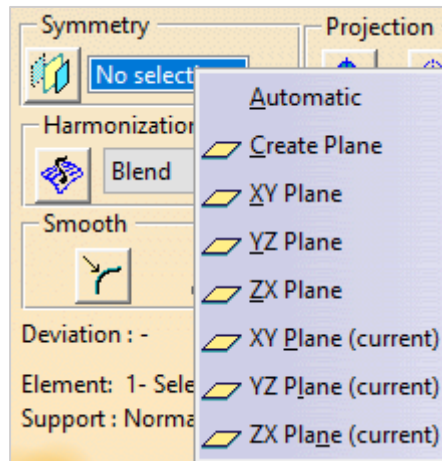 Symmetry
Projection
No select
Automatic
Harmonization
Create Plane
Blend
XY Plane
Smooth
YZ Plane
ZX Plane
Deviation : -
XY Plane (current)
Element: 1- Sele
YZ Plane (current)
Support : Norma
ZX Plane (current)